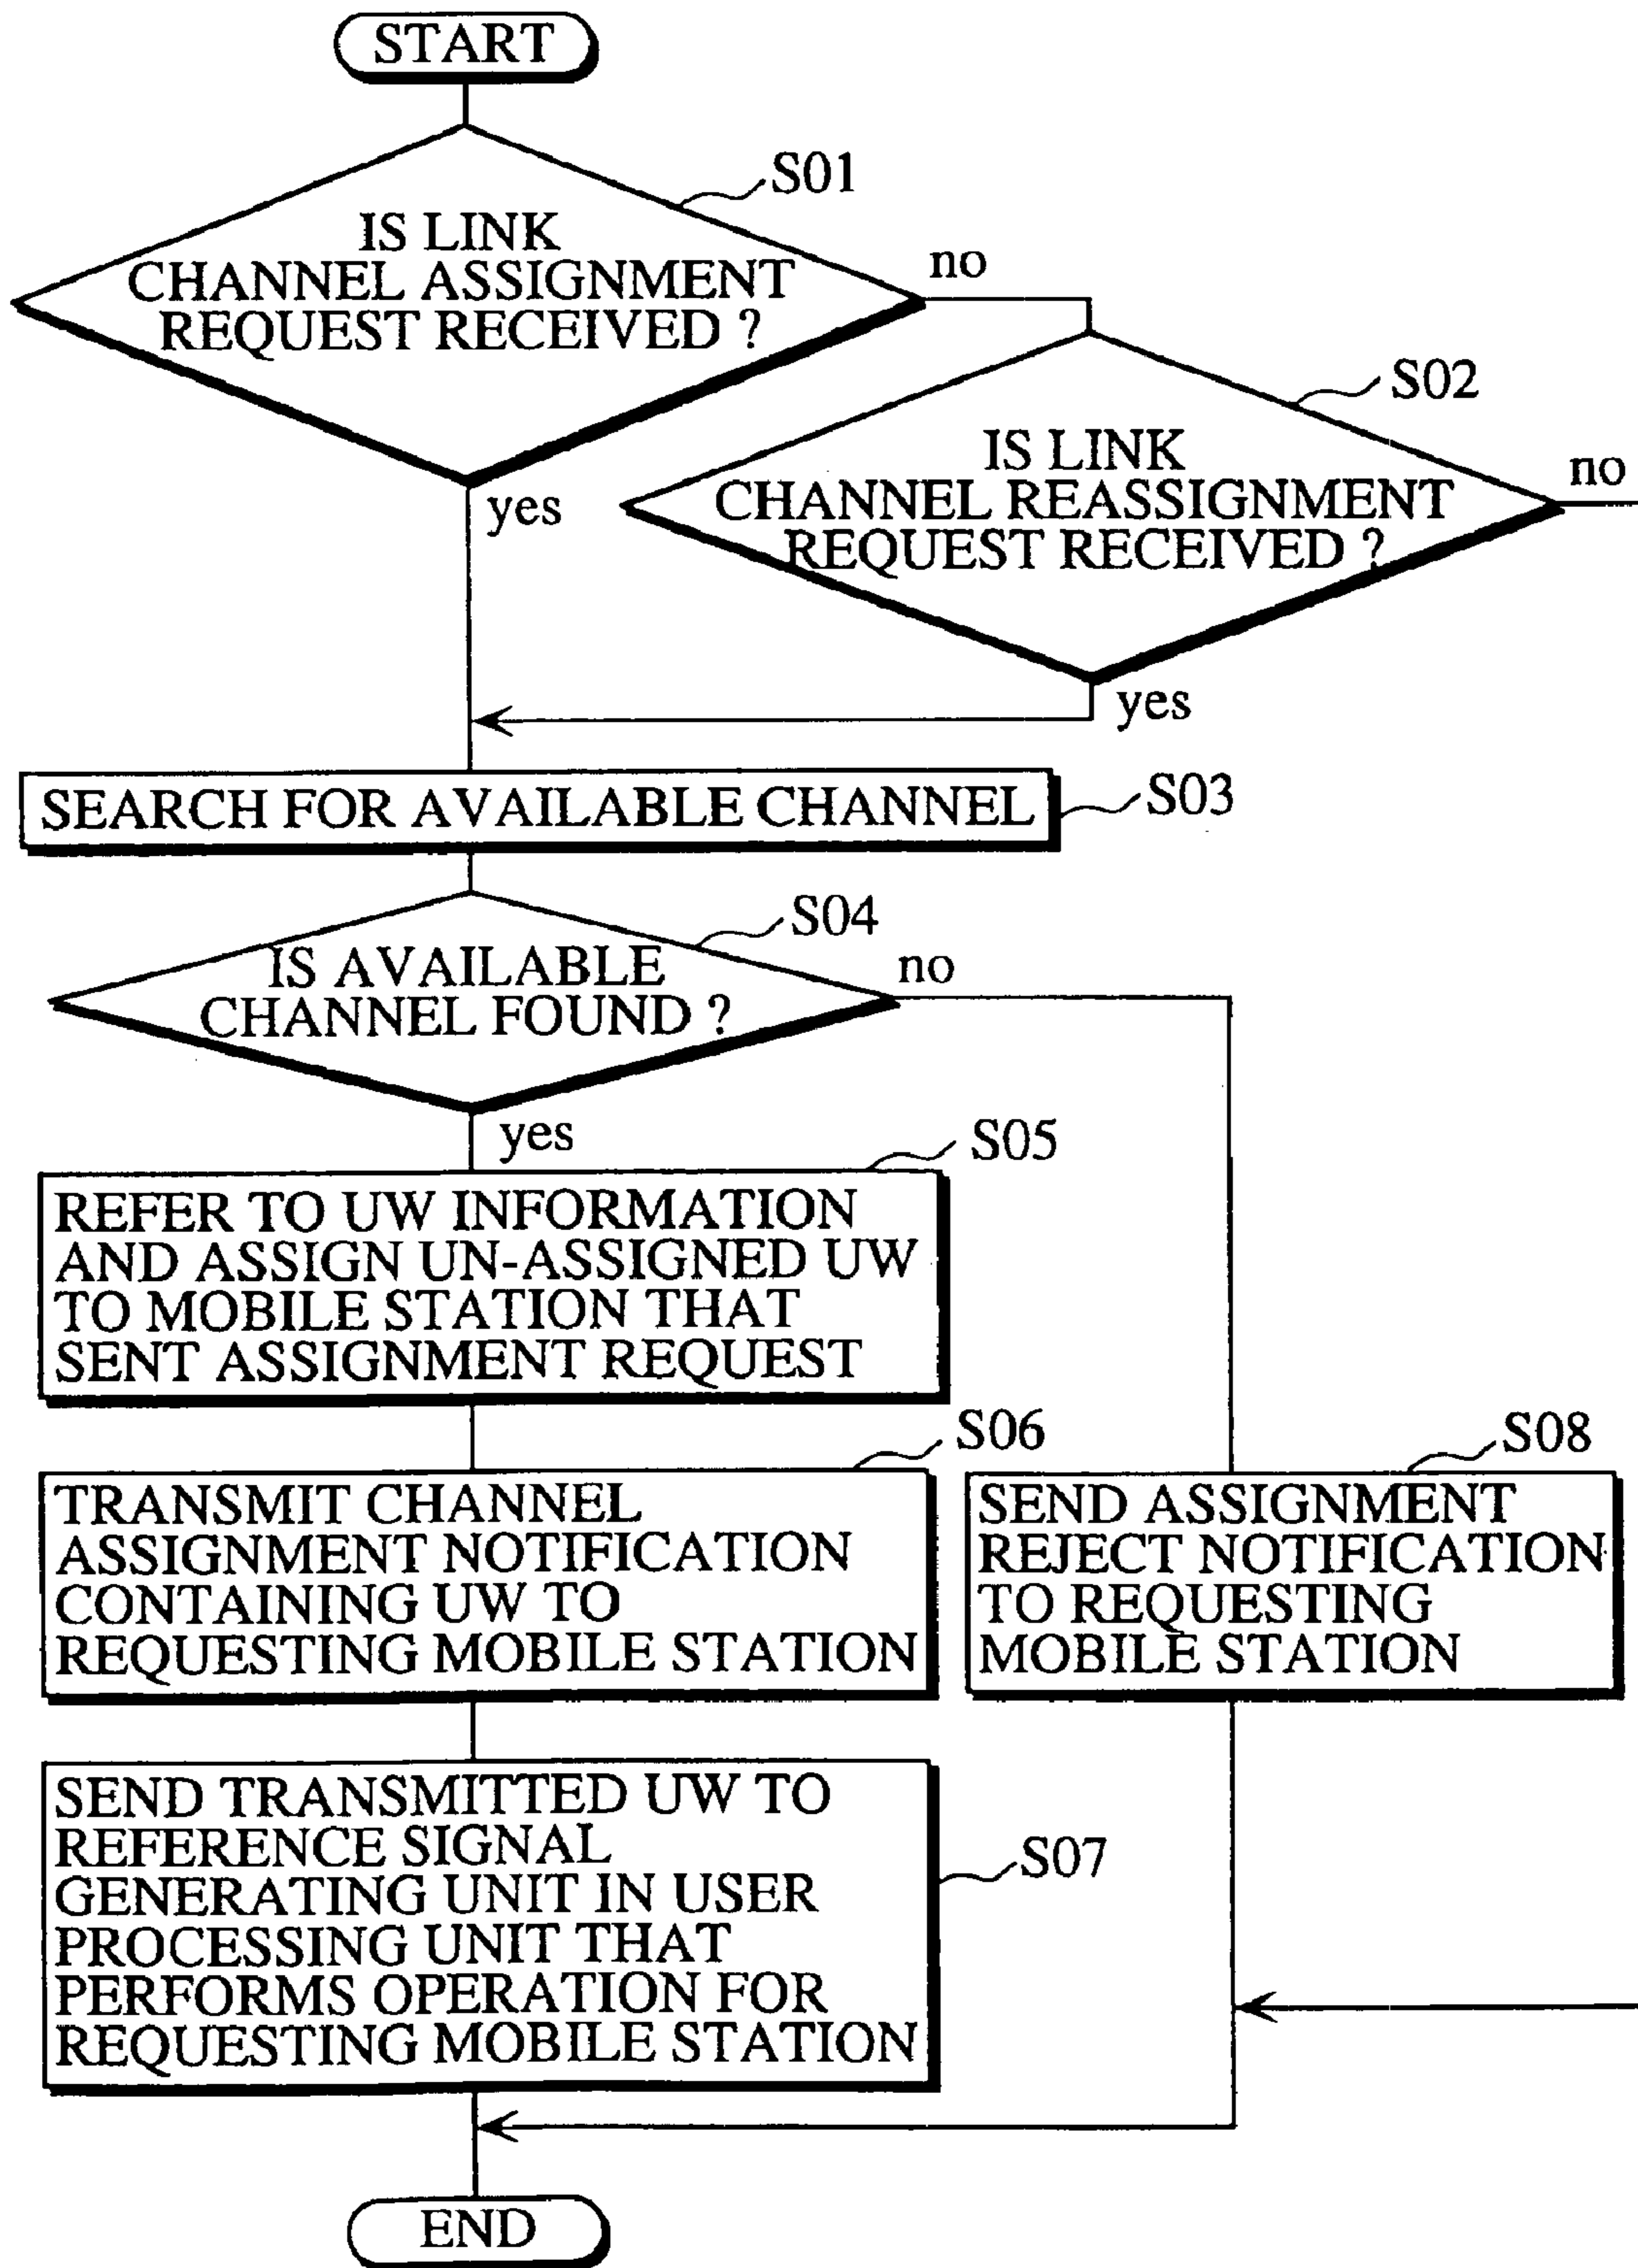 START
S01
IS LINK
CHANNEL ASSIGNMENT
REQUEST RECEIVED ?
no
yes
S02
IS LINK
CHANNEL REASSIGNMENT
REQUEST RECEIVED ?
no
yes
SEARCH FOR AVAILABLE CHANNEL
S03
S04
IS AVAILABLE
CHANNEL FOUND ?
no
yes
S05
REFER TO UW INFORMATION
AND ASSIGN UN-ASSIGNED UW
TO MOBILE STATION THAT
SENT ASSIGNMENT REQUEST
S06
TRANSMIT CHANNEL
ASSIGNMENT NOTIFICATION
CONTAINING UW TO
REQUESTING MOBILE STATION
S08
SEND ASSIGNMENT
REJECT NOTIFICATION
TO REQUESTING
MOBILE STATION
SEND TRANSMITTED UW TO
REFERENCE SIGNAL
GENERATING UNIT IN USER
PROCESSING UNIT THAT
PERFORMS OPERATION FOR
REQUESTING MOBILE STATION
S07
END